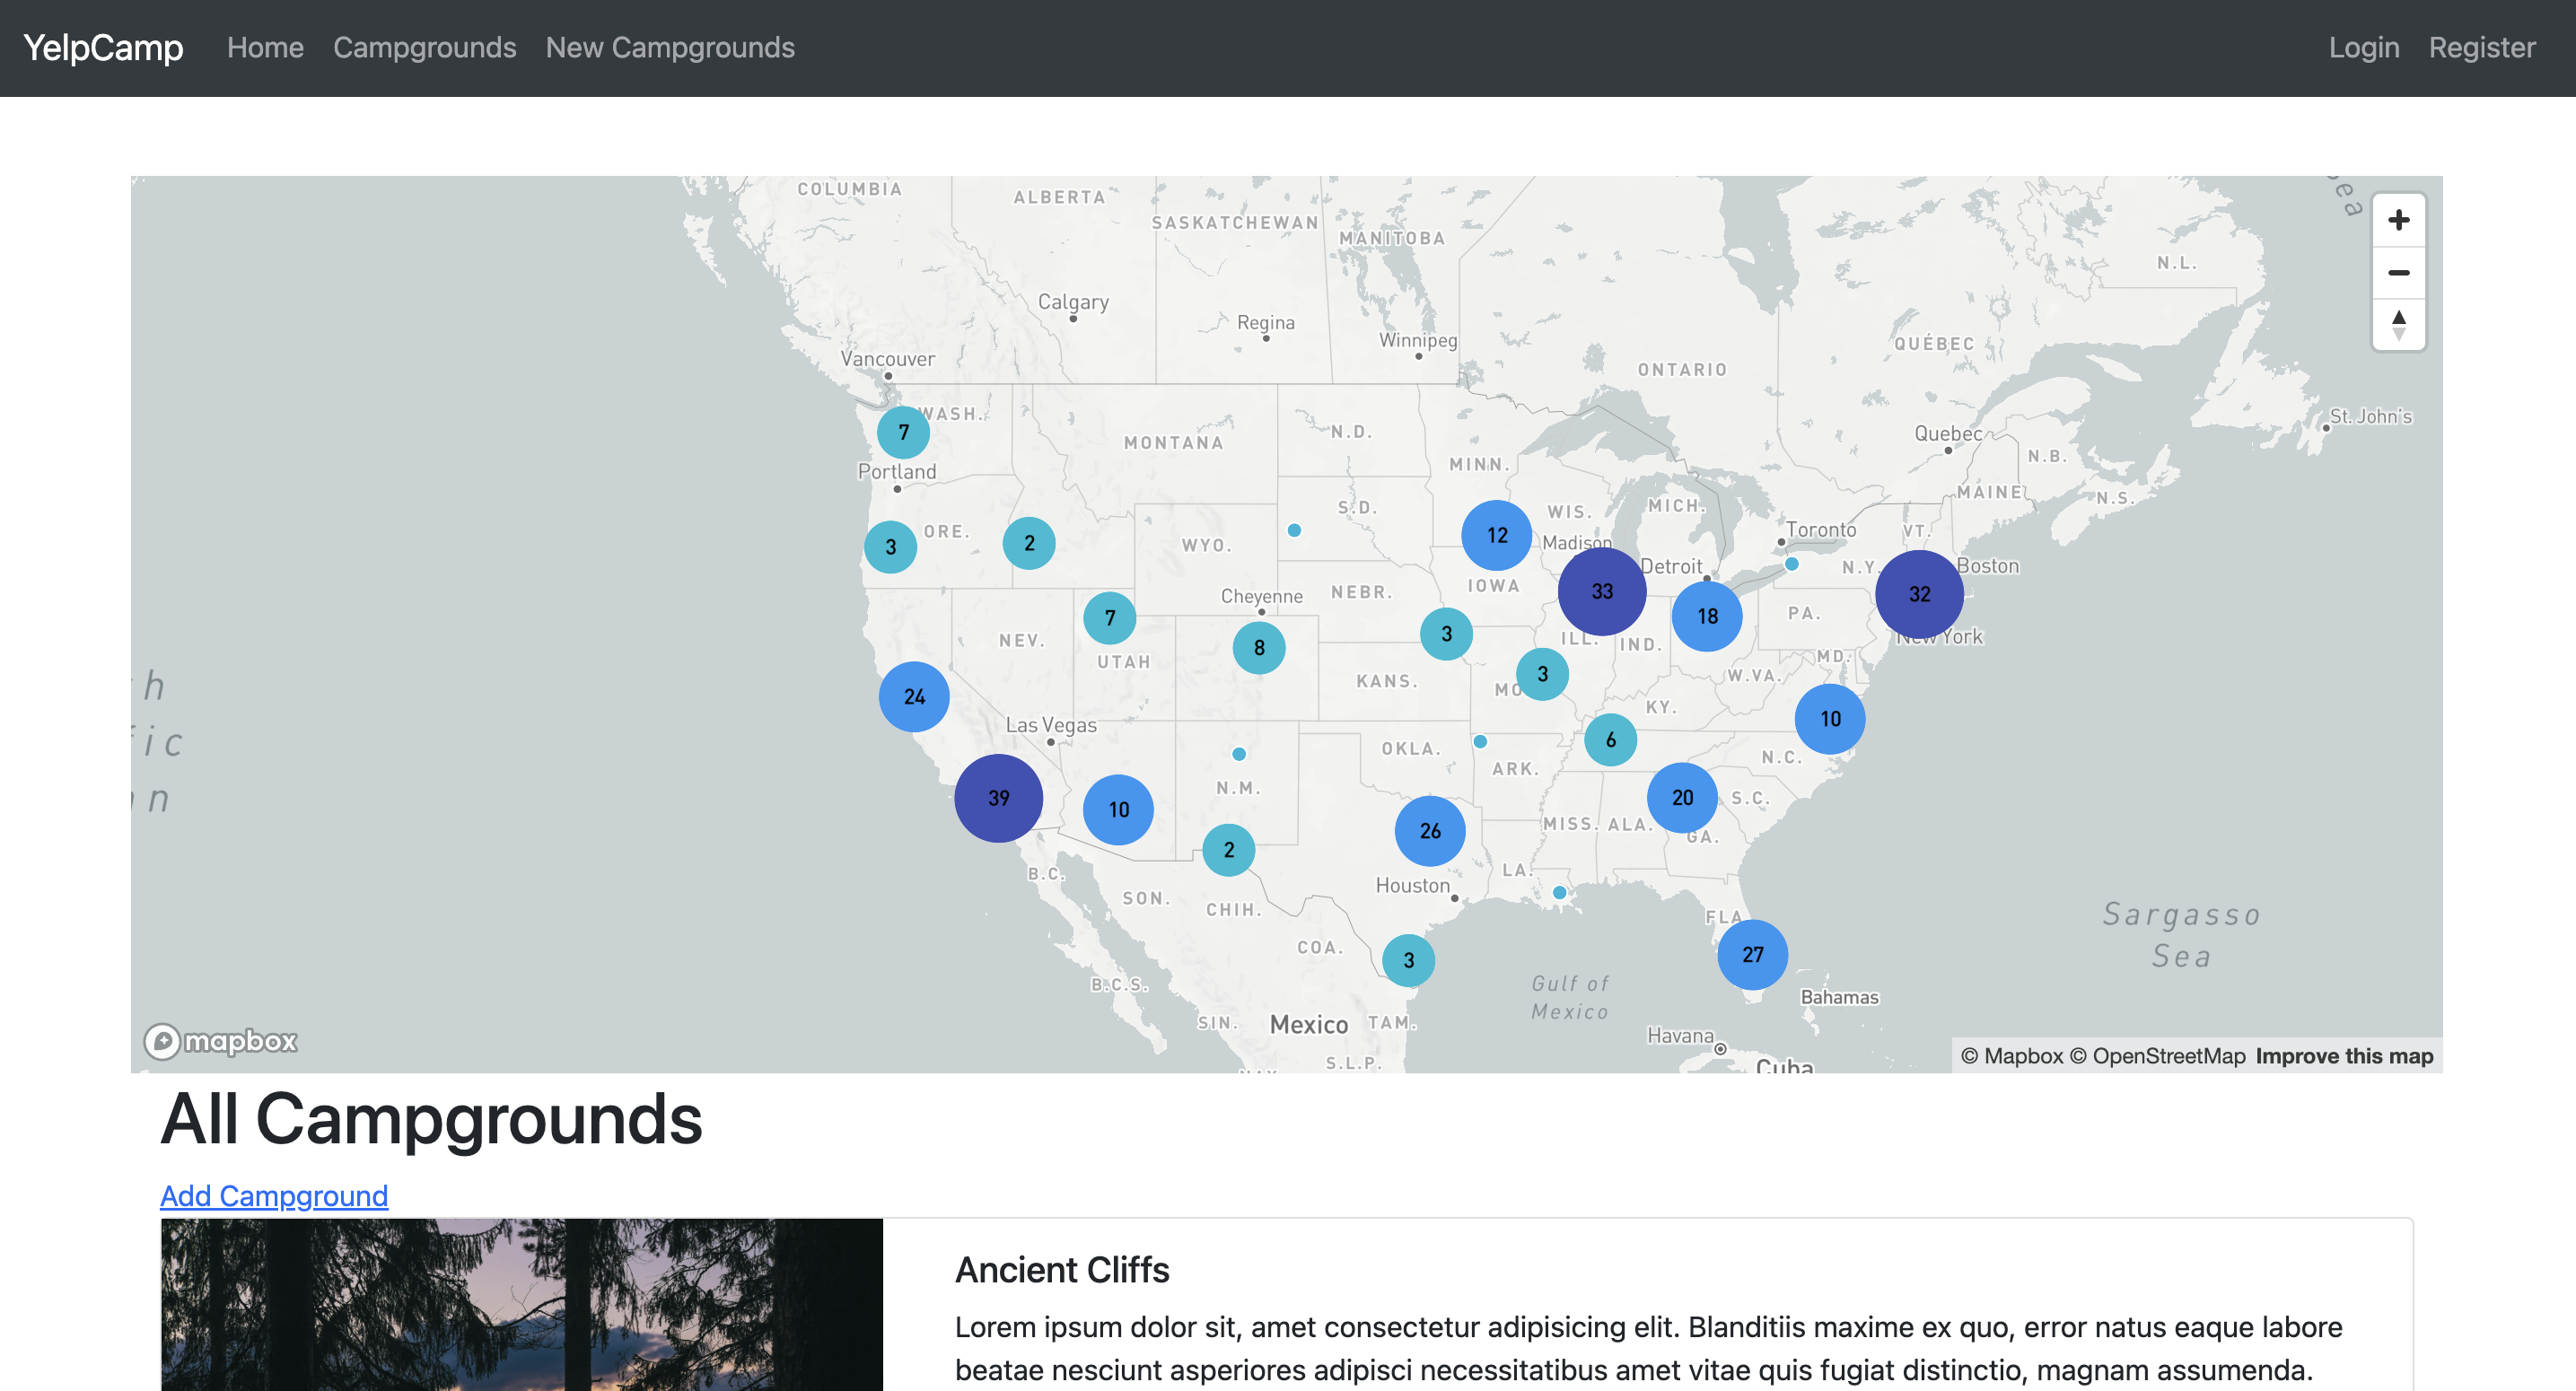 YelpCamp Home Campgrounds New Campgrounds Login Register
COLUMBIA
ALBERTA
SASKATCHEWAN
MANITOBA
N.L.
Calgary
Regina
Winnipeg
QUÉBEC
Vancouver
ONTARIO
WASH.
St. John's
7
MONTANA
N.D.
Quebec
Portland
MINN.
N.B.
MAINE
N.S.
S.D.
WIS.
MICH.
3
ORE.
2
WYO.
12
Madison
Toronto
VT.
Detroit
N.Y.
Boston
Cheyenne
NEBR.
IOWA
33
32
7
NEV.
18
PA.
UTAH
8
3
ILL.
IND.
New York
MD.
KANS.
MO
3
W.VA.
24
KY.
Las Vegas
10
OKLA.
6
N.C.
ARK.
N.M.
39
10
20
S.C.
26
MISS.
ALA.
GA.
2
B.C.
Houston
LA.
SON.
CHIH.
FLA
Sargasso
Sea
COA.
3
27
B.C.S.
Gulf of
Mexico
Bahamas
SIN.
Mexico
TAM.
Havana
S.L.P.
Cuba
h
ic
n
mapbox
© Mapbox © OpenStreetMap Improve this map
All Campgrounds
Add Campground
Ancient Cliffs
Lorem ipsum dolor sit, amet consectetur adipisicing elit. Blanditiis maxime ex quo, error natus eaque labore
beatae nesciunt asperiores adipisci necessitatibus amet vitae quis fugiat distinctio, magnam assumenda.